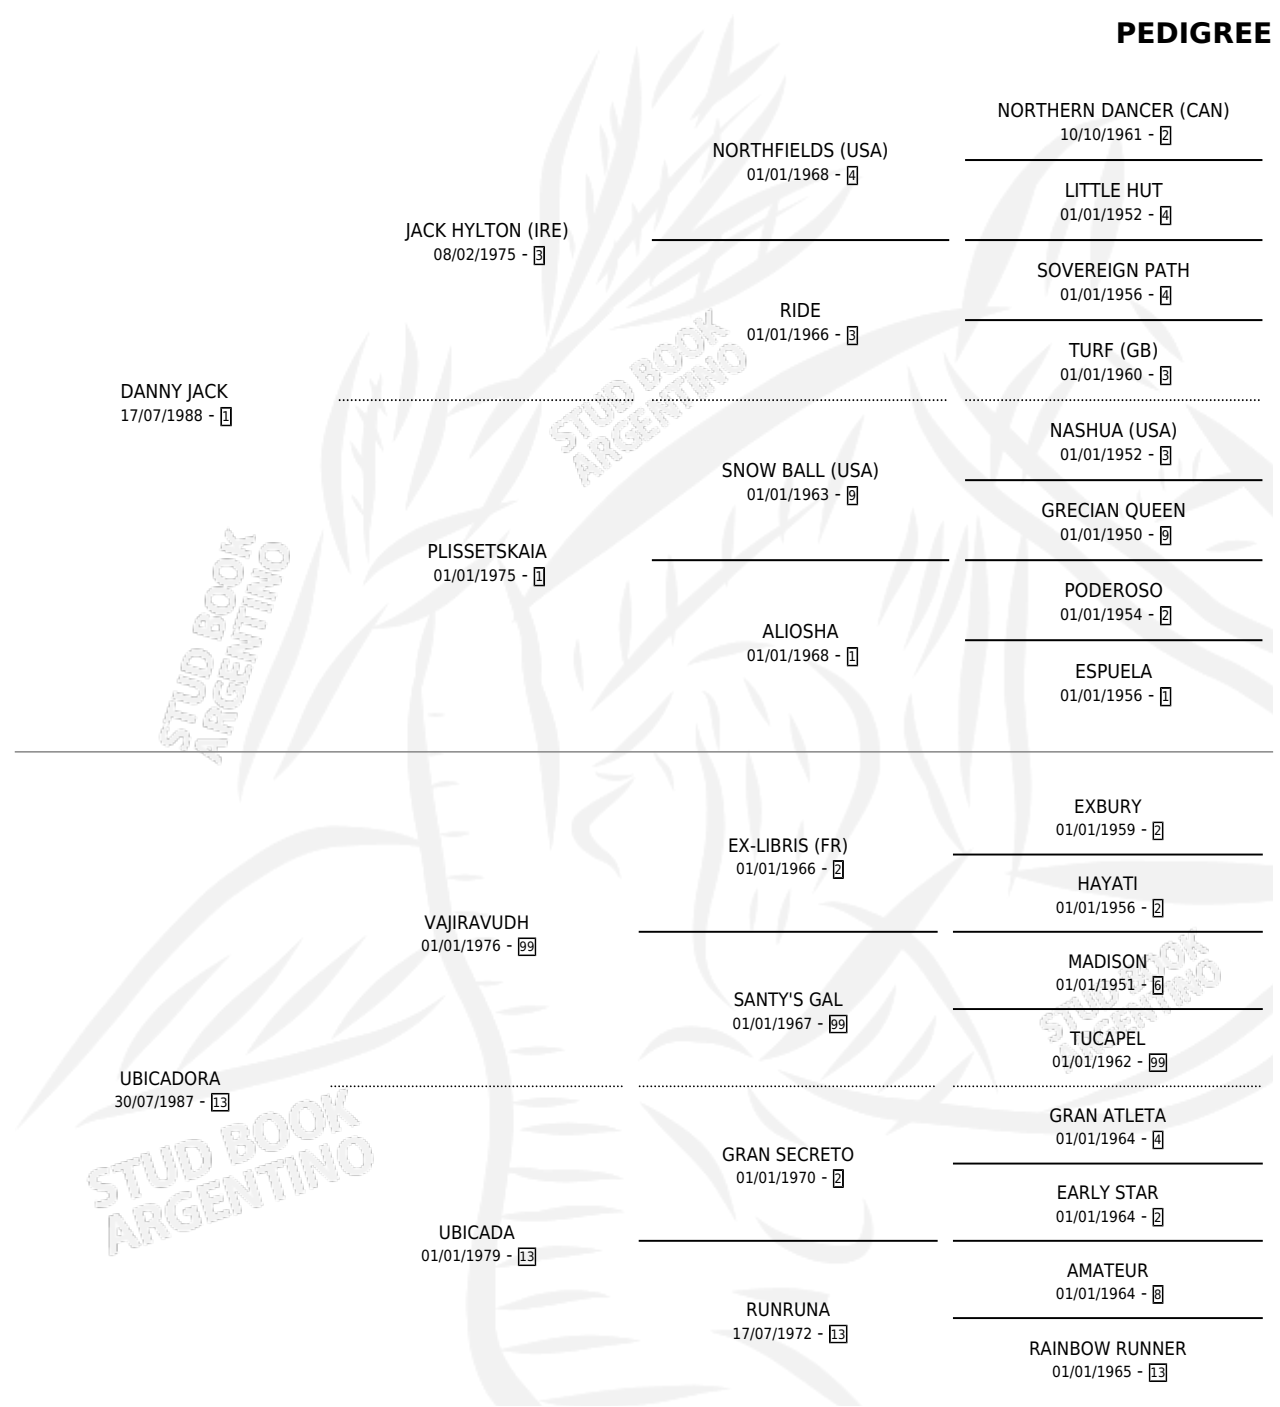 PEDIGREE
NORTHERN DANCER (CAN)
10/10/1961 - 2
NORTHFIELDS (USA)
01/01/1968 - 4
LITTLE HUT
01/01/1952 - 4
JACK HYLTON (IRE)
08/02/1975 - 3
SOVEREIGN PATH
01/01/1956 - 4
RIDE
01/01/1966 - 3
TURF (GB)
01/01/1960 - 3
DANNY JACK
17/07/1988 - 1
NASHUA (USA)
01/01/1952 - 3
SNOW BALL (USA)
01/01/1963 - 9
GRECIAN QUEEN
01/01/1950 - 9
PLISSETSKAIA
01/01/1975 - 1
PODEROSO
01/01/1954 - 2
ALIOSHA
01/01/1968 - 1
ESPUELA
01/01/1956 - 1
STUD BOOK
ARGENTINO
STUD BOOK
ARGENTINO
EXBURY
01/01/1959 - 2
EX-LIBRIS (FR)
01/01/1966 - 2
HAYATI
01/01/1956 - 2
VAJIRAVUDH
01/01/1976 - 99
MADISON
01/01/1951 - 6
SANTY'S GAL
01/01/1967 - 99
TUCAPEL
01/01/1962 - 99
UBICADORA
30/07/1987 - 13
GRAN ATLETA
01/01/1964 - 4
GRAN SECRETO
01/01/1970 - 2
EARLY STAR
01/01/1964 - 2
UBICADA
01/01/1979 - 13
AMATEUR
01/01/1964 - 8
RUNRUNA
17/07/1972 - 13
RAINBOW RUNNER
01/01/1965 - 13
STUD BOOK
ARGENTINO
STUD BOOK
ARGENTINO